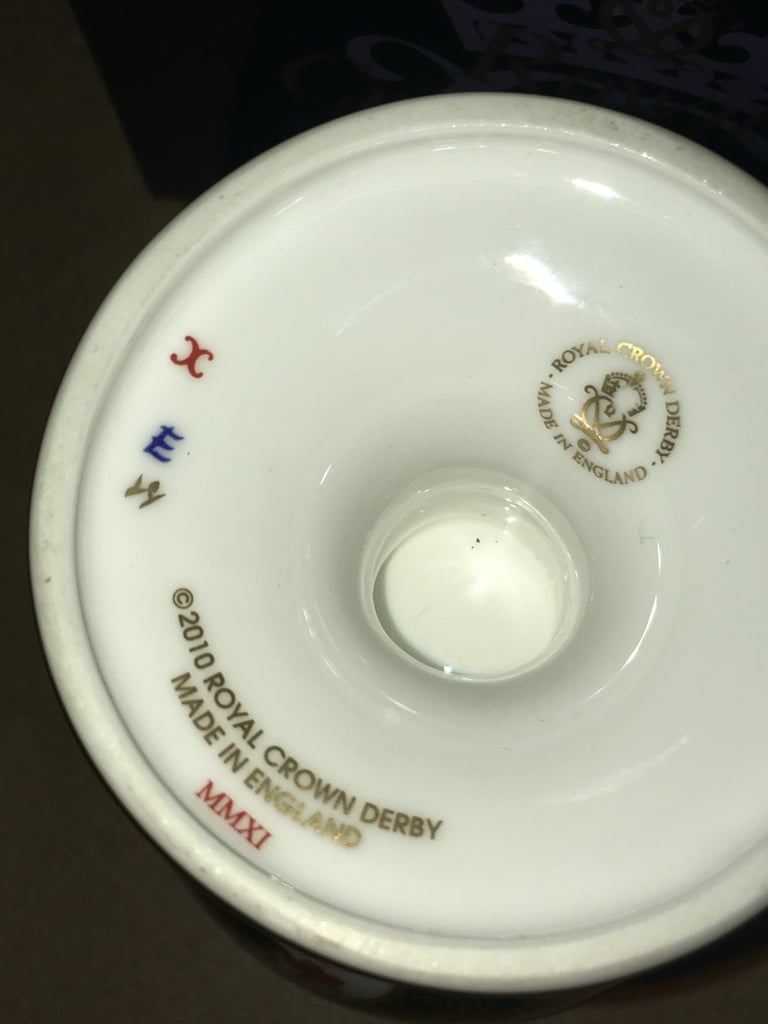 ROYAL CROWN DERBY
MADE IN ENGLAND
©
E
©2010 ROYAL CROWN DERBY
MADE IN ENGLAND
MMXI